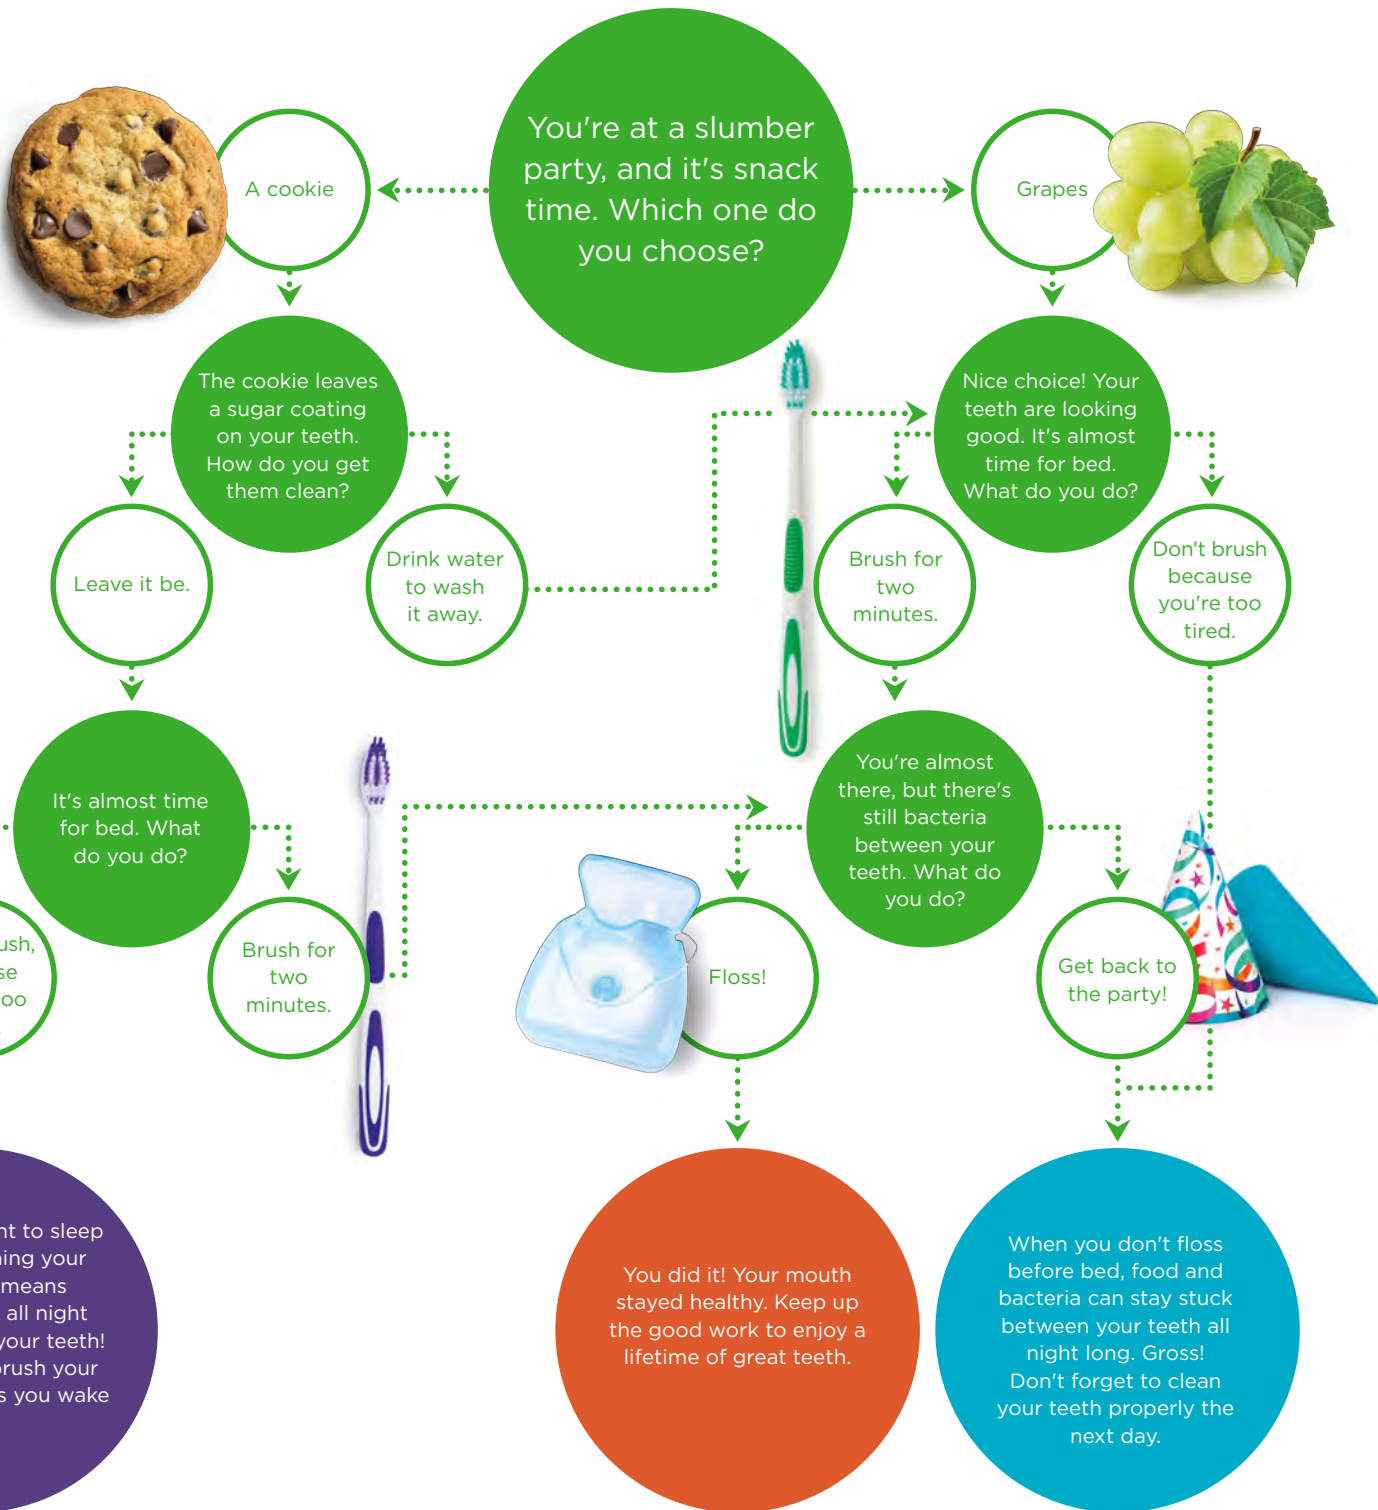 You're at a slumber
party, and it's snack
time. Which one do
you choose?
A cookie
Grapes
The cookie leaves
a sugar coating
on your teeth.
How do you get
them clean?
Nice choice! Your
teeth are looking
good. It's almost
time for bed.
What do you do?
Leave it be.
Drink water
to wash
it away.
Brush for
two
minutes.
Don't brush
because
you're too
tired.
It's almost time
for bed. What
do you do?
You're almost
there, but there's
still bacteria
between your
teeth. What do
you do?
Brush for
two
minutes.
Floss!
Get back to
the party!
to sleep
your
means
all night
your teeth!
your
you wake
You did it! Your mouth
stayed healthy. Keep up
the good work to enjoy a
lifetime of great teeth.
When you don't floss
before bed, food and
bacteria can stay stuck
between your teeth all
night long. Gross!
Don't forget to clean
your teeth properly the
next day.